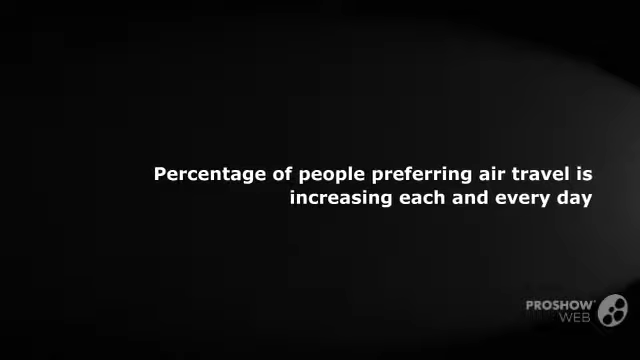 Percentage of people preferring air travel is
increasing each and every day
PROSHOW
WEB